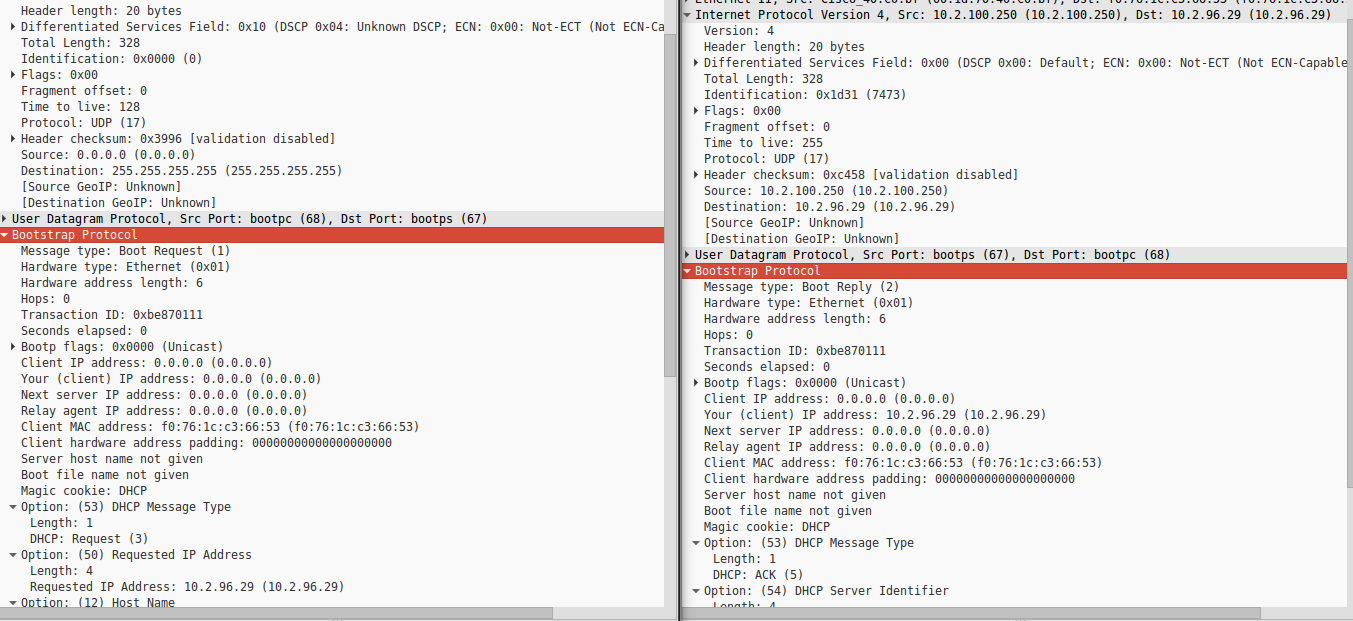 Header length: 20 bytes
Differentiated Services Field: 0x10 (DSCP 0x04: Unknown DSCP; ECN: 0x00: Not-ECT (Not ECN-Ca
Total Length: 328
Identification: 0x0000 (0)
Flags: 0x00
Fragment offset: 0
Time to live: 128
Protocol: UDP (17)
Header checksum: 0x3996 [validation disabled]
Source: 0.0.0.0 (0.0.0.0)
Destination: 255.255.255.255 (255.255.255.255)
[Source GeoIP: Unknown]
[Destination GeoIP: Unknown]
User Datagram Protocol, Src Port: bootpc (68), Dst Port: bootps (67)
Bootstrap Protocol
Message type: Boot Request (1)
Hardware type: Ethernet (0x01)
Hardware address length: 6
Hops: 0
Transaction ID: 0xbe870111
Seconds elapsed: 0
Bootp flags: 0x0000 (Unicast)
Client IP address: 0.0.0.0 (0.0.0.0)
Your (client) IP address: 0.0.0.0 (0.0.0.0)
Next server IP address: 0.0.0.0 (0.0.0.0)
Relay agent IP address: 0.0.0.0 (0.0.0.0)
Client MAC address: f0:76:1c:c3:66:53 (f0:76:1c:c3:66:53)
Client hardware address padding: 00000000000000000000
Server host name not given
Boot file name not given
Magic cookie: DHCP
Option: (53) DHCP Message Type
Length: 1
DHCP: Request (3)
Option: (50) Requested IP Address
Length: 4
Requested IP Address: 10.2.96.29 (10.2.96.29)
Option: (12) Host Name
Internet Protocol Version 4, Src: 10.2.100.250 (10.2.100.250), Dst: 10.2.96.29 (10.2.96.29)
Version: 4
Header length: 20 bytes
Differentiated Services Field: 0x00 (DSCP 0x00: Default; ECN: 0x00: Not-ECT (Not ECN-Capable
Total Length: 328
Identification: 0x1d31 (7473)
Flags: 0x00
Fragment offset: 0
Time to live: 255
Protocol: UDP (17)
Header checksum: 0xc458 [validation disabled]
Source: 10.2.100.250 (10.2.100.250)
Destination: 10.2.96.29 (10.2.96.29)
[Source GeoIP: Unknown]
[Destination GeoIP: Unknown]
User Datagram Protocol, Src Port: bootps (67), Dst Port: bootpc (68)
Bootstrap Protocol
Message type: Boot Reply (2)
Hardware type: Ethernet (0x01)
Hardware address length: 6
Hops: 0
Transaction ID: 0xbe870111
Seconds elapsed: 0
Bootp flags: 0x0000 (Unicast)
Client IP address: 0.0.0.0 (0.0.0.0)
Your (client) IP address: 10.2.96.29 (10.2.96.29)
Next server IP address: 0.0.0.0 (0.0.0.0)
Relay agent IP address: 0.0.0.0 (0.0.0.0)
Client MAC address: f0:76:1c:c3:66:53 (f0:76:1c:c3:66:53)
Client hardware address padding: 00000000000000000000
Server host name not given
Boot file name not given
Magic cookie: DHCP
Option: (53) DHCP Message Type
Length: 1
DHCP: ACK (5)
Option: (54) DHCP Server Identifier
Length: 4